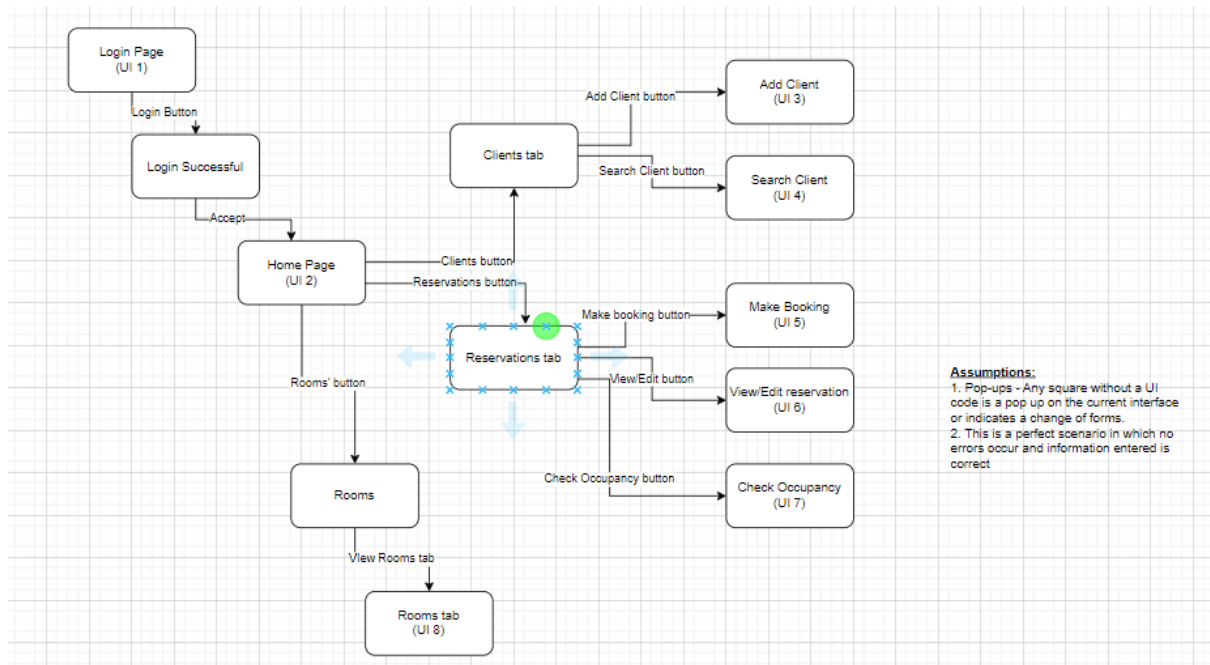 Login Page
(UI 1)
Login Button
Login Successful
Accept
Home Page
(UI 2)
Clients button
Reservations button
Rooms' button
Rooms
View Rooms tab
Rooms tab
(UI 8)
Clients tab
Add Client button
Search Client button
Add Client
(UI 3)
Search Client
(UI 4)
Reservations tab
Make booking button
View/Edit button
Check Occupancy button
Make Booking
(UI 5)
View/Edit reservation
(UI 6)
Check Occupancy
(UI 7)
Assumptions:
1. Pop-ups - Any square without a UI
code is a pop up on the current interface
or indicates a change of forms.
2. This is a perfect scenario in which no
errors occur and information entered is
correct